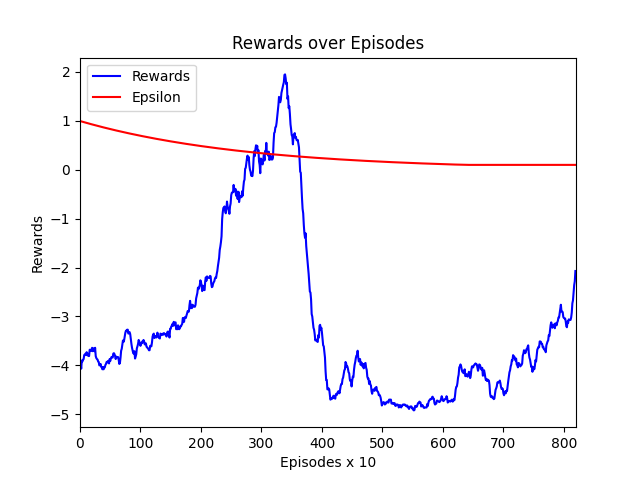 Rewards over Episodes
Rewards
Epsilon
2
1
0
−1
−2
−3
−4
−5
Rewards
0 100 200 300 400 500 600 700 800
Episodes x 10